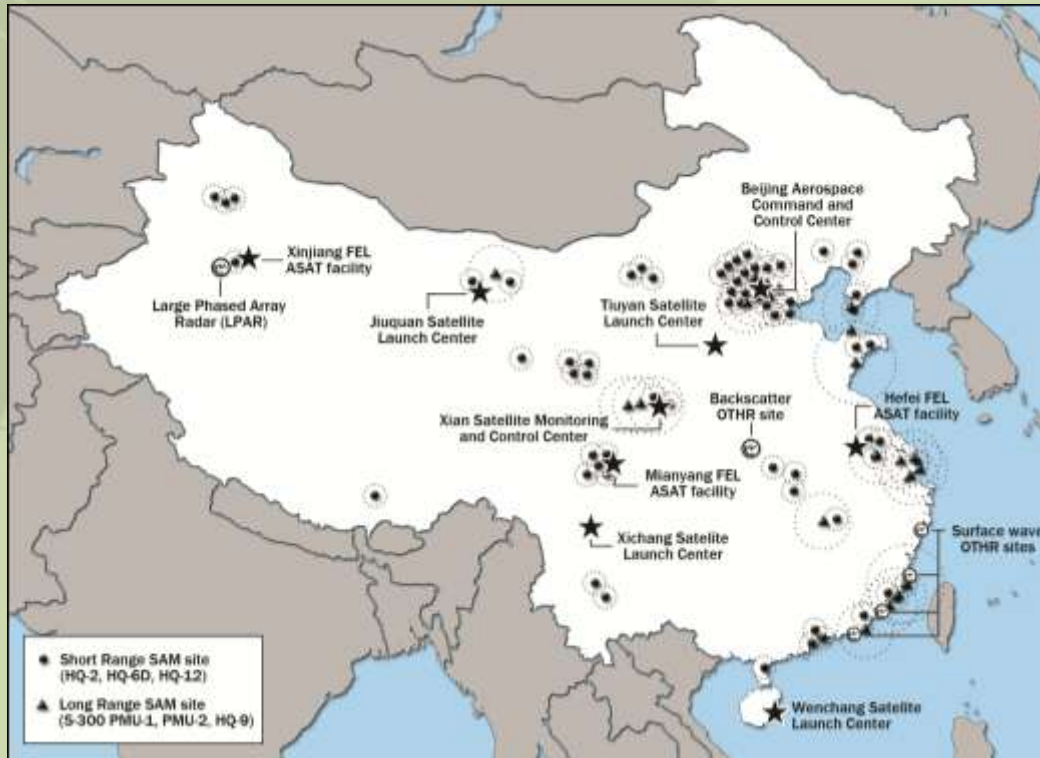 Beijing Aerospace
Command and
Control Center
Xinjiang FEL
ASAT facility
Large Phased Array
Radar (LPAR)
Jiuquan Satellite
Launch Center
Tiuyan Satellite
Launch Center
Backscatter
OTHR site
Hefei FEL
ASAT facility
Xian Satellite Monitoring
and Control Center
Mianyang FEL
ASAT facility
Xichang Satelite
Launch Center
Surface wave
OTHR sites
Short Range SAM site
(HQ-2, HQ-6D, HQ-12)
Long Range SAM site
(S-300 PMU-1, PMU-2, HQ-9)
Wenchang Satellite
Launch Center